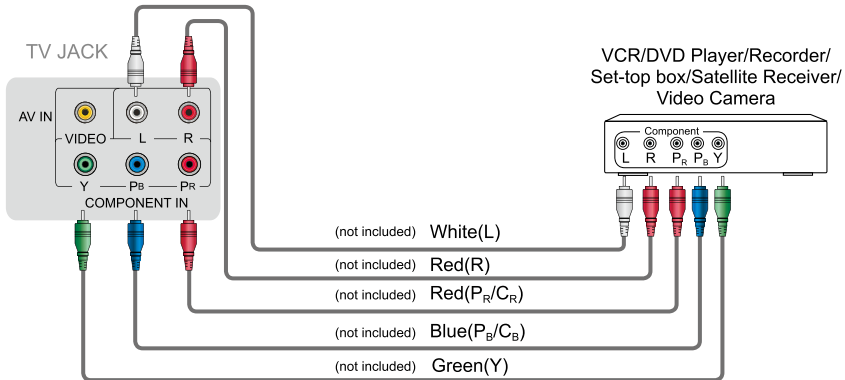 TV JACK
AV IN
VIDEO L R
Y PB PR
COMPONENT IN
VCR/DVD Player/Recorder/
Set-top box/Satellite Receiver/
Video Camera
Component
L R PR PB Y
(not included) White(L)
(not included) Red(R)
(not included) Red(PR/CR)
(not included) Blue(PB/CB)
(not included) Green(Y)